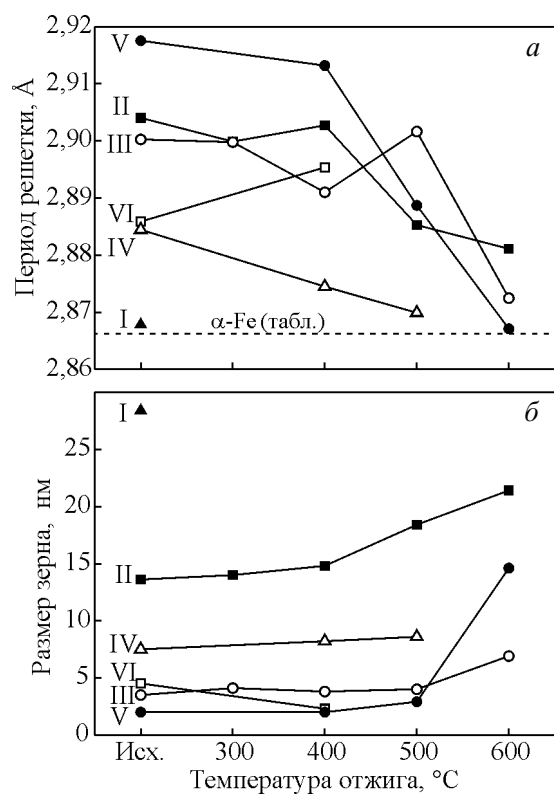 2,92
а
V
2,91
II
2,90
III
2,89
VI
IV
2,88
2,87
I
α-Fe (табл.)
2,86
Период решетки, Å
I
б
25
20
15
II
10
IV
VI
5
III
V
0
Размер зерна, нм
Исх.
300
400
500
600
Температура отжига, °C